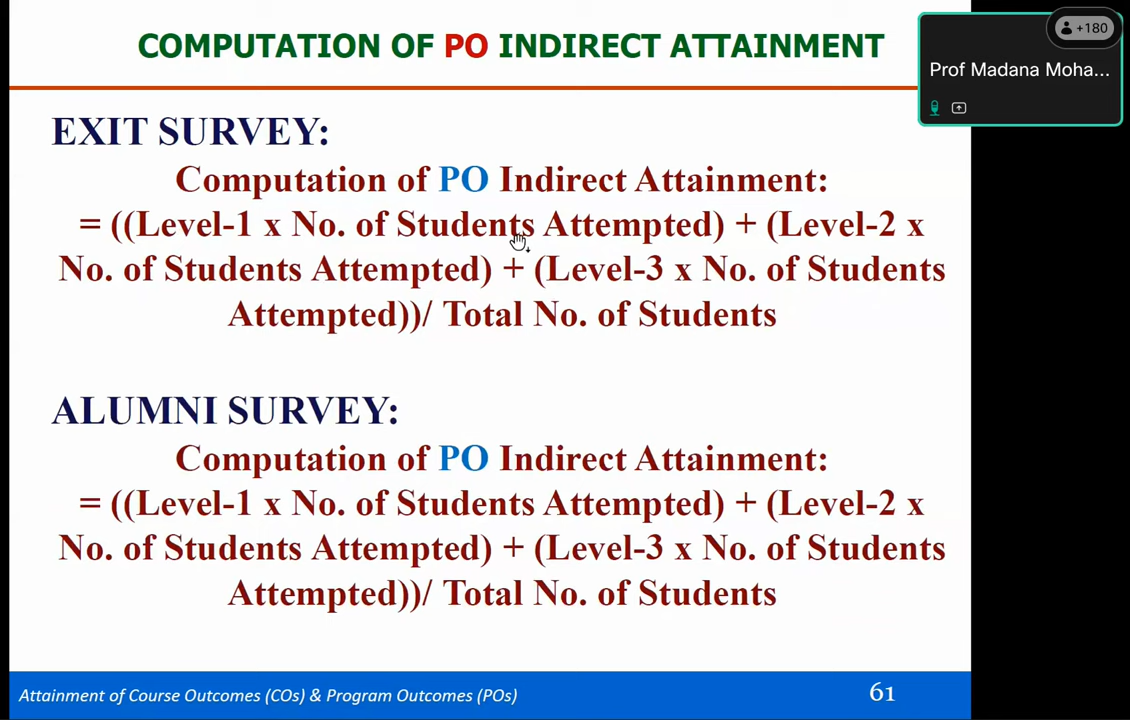 COMPUTATION OF PO INDIRECT ATTAINMENT
+180
Prof Madana Moha...
EXIT SURVEY:
Computation of PO Indirect Attainment:
= ((Level-1 x No. of Students Attempted) + (Level-2 x
No. of Students Attempted) + (Level-3 x No. of Students
Attempted))/ Total No. of Students
ALUMNI SURVEY:
Computation of PO Indirect Attainment:
= ((Level-1 x No. of Students Attempted) + (Level-2 x
No. of Students Attempted) + (Level-3 x No. of Students
Attempted))/ Total No. of Students
Attainment of Course Outcomes (COs) & Program Outcomes (POs)
61